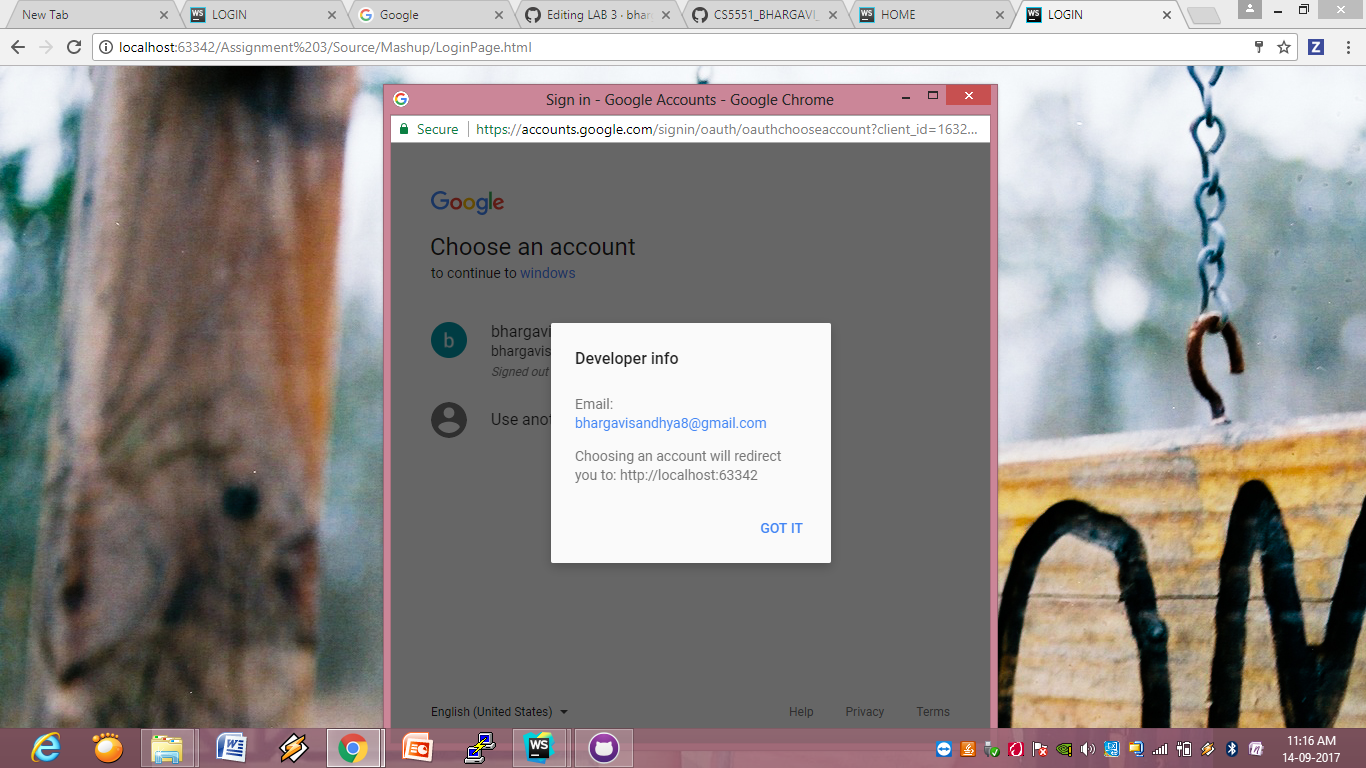 New Tab
LOGIN
Google
Editing LAB 3 - bhar
CS5551_BHARGAVI_
HOME
LOGIN
localhost:63342/Assignment%203/Source/Mashup/LoginPage.html
Z
Sign in - Google Accounts - Google Chrome
Secure
https://accounts.google.com/signin/oauth/oauthchooseaccount?client_id=1632...
Google
Choose an account
to continue to windows
b
bhargavi
bhargavis
Signed out
Use anot
Developer info
Email:
bhargavisandhya8@gmail.com
Choosing an account will redirect
you to: http://localhost:63342
GOT IT
English (United States)
Help
Privacy
Terms
11:16 AM
14-09-2017